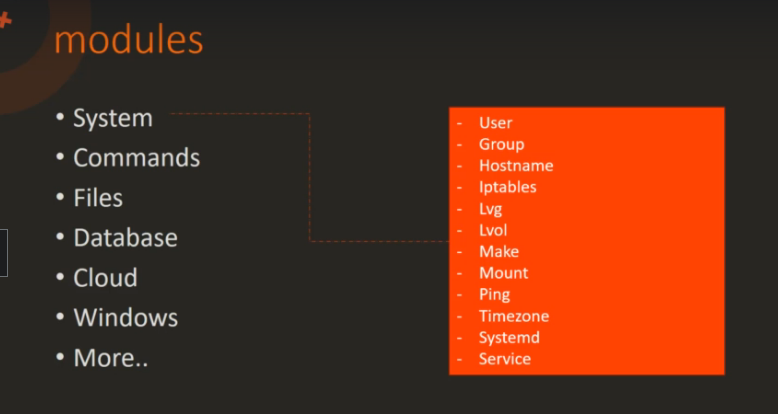 modules
• System
• Commands
• Files
• Database
• Cloud
• Windows
• More..
- User
- Group
- Hostname
- Iptables
- Lvg
- Lvol
- Make
- Mount
- Ping
- Timezone
- Systemd
- Service